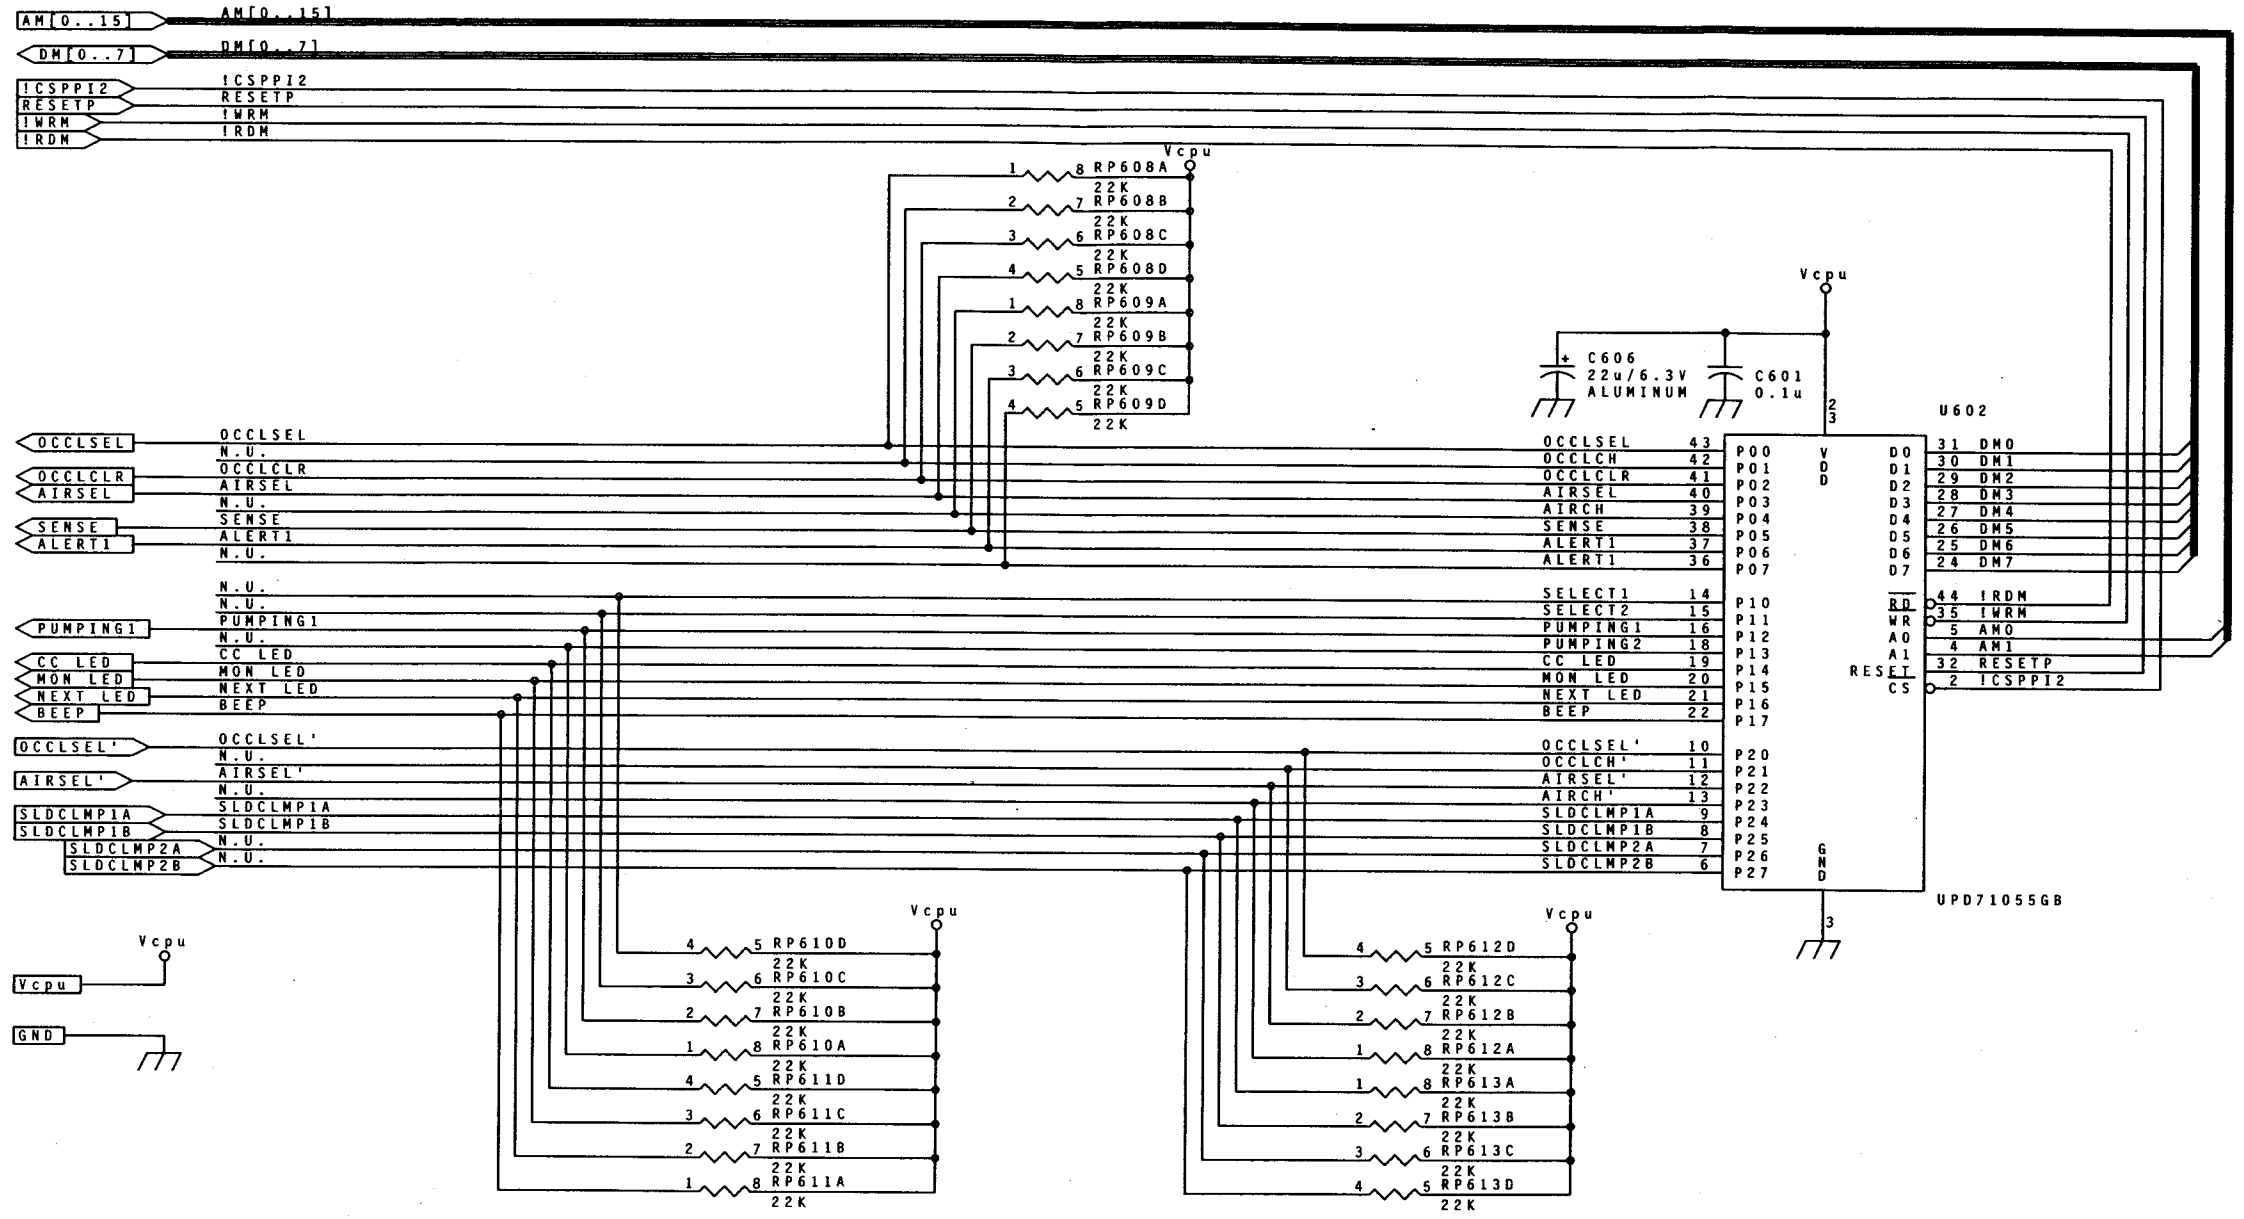 AM[0..15] AM[0..15]
DM[0..7] DM[0..7]
!CSPPI2 !CSPPI2
RESETP RESETP
!WRM !WRM
!RDM !RDM
Vcpu
1 8 RP608A
22K
2 7 RP608B
22K
3 6 RP608C
22K
4 5 RP608D
22K
1 8 RP609A
22K
2 7 RP609B
22K
3 6 RP609C
22K
4 5 RP609D
22K
Vcpu
+ C606
22u/6.3V
ALUMINUM
C601
0.1u
23
U602
OCCLSEL OCCLSEL OCCLSEL 43 P00
N.U. OCCLCH 42 P01
OCCLCLR OCCLCLR OCCLCLR 41 P02
AIRSEL AIRSEL AIRSEL 40 P03
N.U. AIRCH 39 P04
SENSE SENSE SENSE 38 P05
ALERT1 ALERT1 ALERT1 37 P06
N.U. ALERT1 36 P07
VDD
D0 31 DM0
D1 30 DM1
D2 29 DM2
D3 28 DM3
D4 27 DM4
D5 26 DM5
D6 25 DM6
D7 24 DM7
N.U. SELECT1 14 P10
N.U. SELECT2 15 P11
PUMPING1 PUMPING1 PUMPING1 16 P12
N.U. PUMPING2 18 P13
CC LED CC LED CC LED 19 P14
MON LED MON LED MON LED 20 P15
NEXT LED NEXT LED NEXT LED 21 P16
BEEP BEEP BEEP 22 P17
RD 44 !RDM
WR 35 !WRM
A0 5 AM0
A1 4 AM1
RESET 32 RESETP
CS 2 !CSPPI2
OCCLSEL' OCCLSEL' OCCLSEL' 10 P20
N.U. OCCLCH' 11 P21
AIRSEL' AIRSEL' AIRSEL' 12 P22
N.U. AIRCH' 13 P23
SLDCLMP1A SLDCLMP1A SLDCLMP1A 9 P24
SLDCLMP1B SLDCLMP1B SLDCLMP1B 8 P25
SLDCLMP2A N.U. SLDCLMP2A 7 P26
SLDCLMP2B N.U. SLDCLMP2B 6 P27
GND
UPD71055GB
3
Vcpu
Vcpu
GND
Vcpu
4 5 RP610D
22K
3 6 RP610C
22K
2 7 RP610B
22K
1 8 RP610A
22K
4 5 RP611D
22K
3 6 RP611C
22K
2 7 RP611B
22K
1 8 RP611A
22K
Vcpu
4 5 RP612D
22K
3 6 RP612C
22K
2 7 RP612B
22K
1 8 RP612A
22K
1 8 RP613A
22K
2 7 RP613B
22K
3 6 RP613C
22K
4 5 RP613D
22K